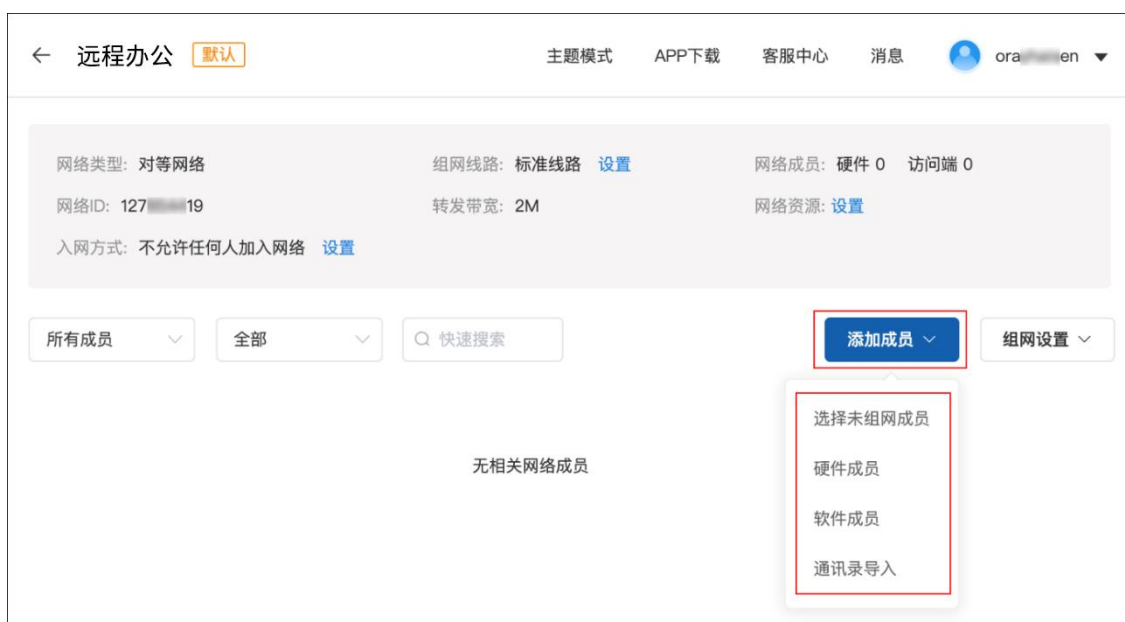 远程办公 默认 主题模式 APP下载 客服中心 消息 ora en
网络类型: 对等网络 组网线路: 标准线路 设置 网络成员: 硬件 0 访问端 0
网络ID: 127 19 转发带宽: 2M 网络资源: 设置
入网方式: 不允许任何人加入网络 设置
所有成员 全部 快速搜索 添加成员 组网设置
选择未组网成员
无相关网络成员
硬件成员
软件成员
通讯录导入